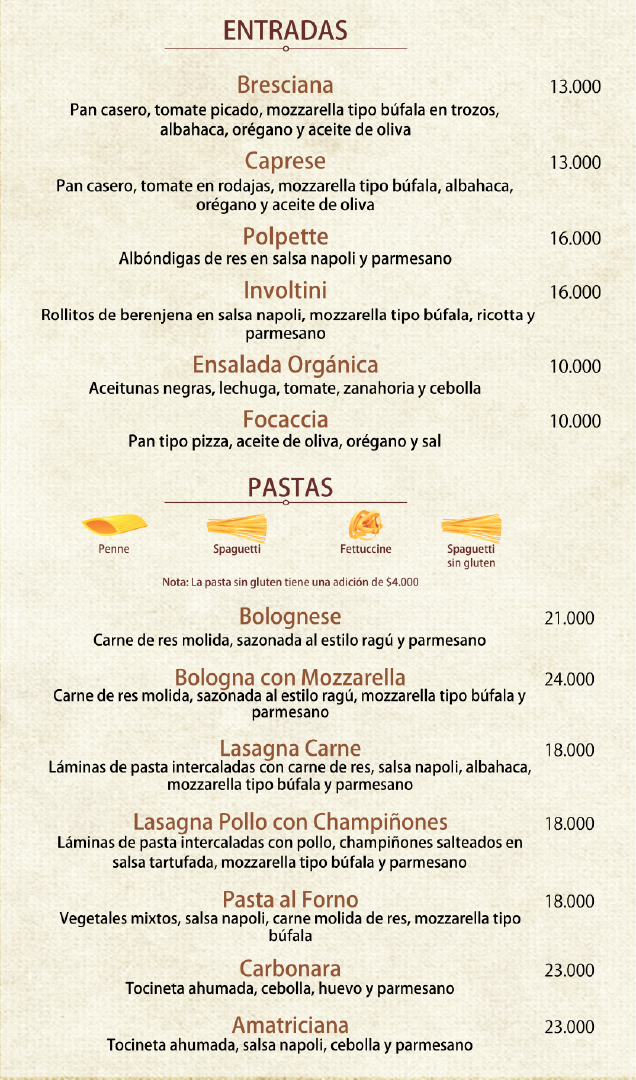 ENTRADAS
Bresciana 13.000
Pan casero, tomate picado, mozzarella tipo búfala en trozos,
albahaca, orégano y aceite de oliva
Caprese 13.000
Pan casero, tomate en rodajas, mozzarella tipo búfala, albahaca,
orégano y aceite de oliva
Polpette 16.000
Albóndigas de res en salsa napoli y parmesano
Involtini 16.000
Rollitos de berenjena en salsa napoli, mozzarella tipo búfala, ricotta y
parmesano
Ensalada Orgánica 10.000
Aceitunas negras, lechuga, tomate, zanahoria y cebolla
Focaccia 10.000
Pan tipo pizza, aceite de oliva, orégano y sal
PASTAS
Penne Spaguetti Fettuccine Spaguetti
sin gluten
Nota: La pasta sin gluten tiene una adición de $4.000
Bolognese 21.000
Carne de res molida, sazonada al estilo ragú y parmesano
Bologna con Mozzarella 24.000
Carne de res molida, sazonada al estilo ragú, mozzarella tipo búfala y
parmesano
Lasagna Carne 18.000
Láminas de pasta intercaladas con carne de res, salsa napoli, albahaca,
mozzarella tipo búfala y parmesano
Lasagna Pollo con Champiñones 18.000
Láminas de pasta intercaladas con pollo, champiñones salteados en
salsa tartufada, mozzarella tipo búfala y parmesano
Pasta al Forno 18.000
Vegetales mixtos, salsa napoli, carne molida de res, mozzarella tipo
búfala
Carbonara 23.000
Tocineta ahumada, cebolla, huevo y parmesano
Amatriciana 23.000
Tocineta ahumada, salsa napoli, cebolla y parmesano